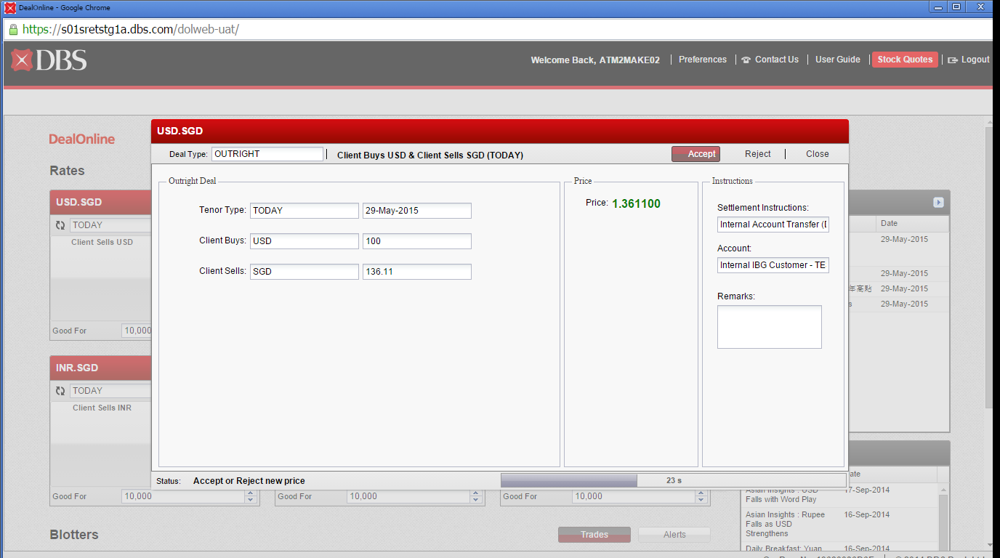 DealOnline - Google Chrome
https://s01sretstg1a.dbs.com/dolweb-uat/
DBS
Welcome Back, ATM2MAKE02
Preferences
Contact Us
User Guide
Stock Quotes
Logout
DealOnline
Rates
USD.SGD
TODAY
Client Sells USD
Good For 10,000
INR.SGD
TODAY
Client Sells INR
Good For 10,000
Good For 10,000
Good For 10,000
Blotters
Trades
Alerts
USD.SGD
Deal Type: OUTRIGHT
Client Buys USD & Client Sells SGD (TODAY)
Accept
Reject
Close
Outright Deal
Tenor Type: TODAY 29-May-2015
Client Buys: USD 100
Client Sells: SGD 136.11
Price
Price: 1.361100
Instructions
Settlement Instructions:
Internal Account Transfer (
Account:
Internal IBG Customer - TE
Remarks:
Status: Accept or Reject new price
23 s
Date
29-May-2015
29-May-2015
年高點 29-May-2015
s 29-May-2015
ate
Asian Insights : USD 17-Sep-2014
Falls with Word Play
Asian Insights : Rupee 16-Sep-2014
Falls as USD
Strengthens
Daily Breakfast: Yuan 16-Sep-2014